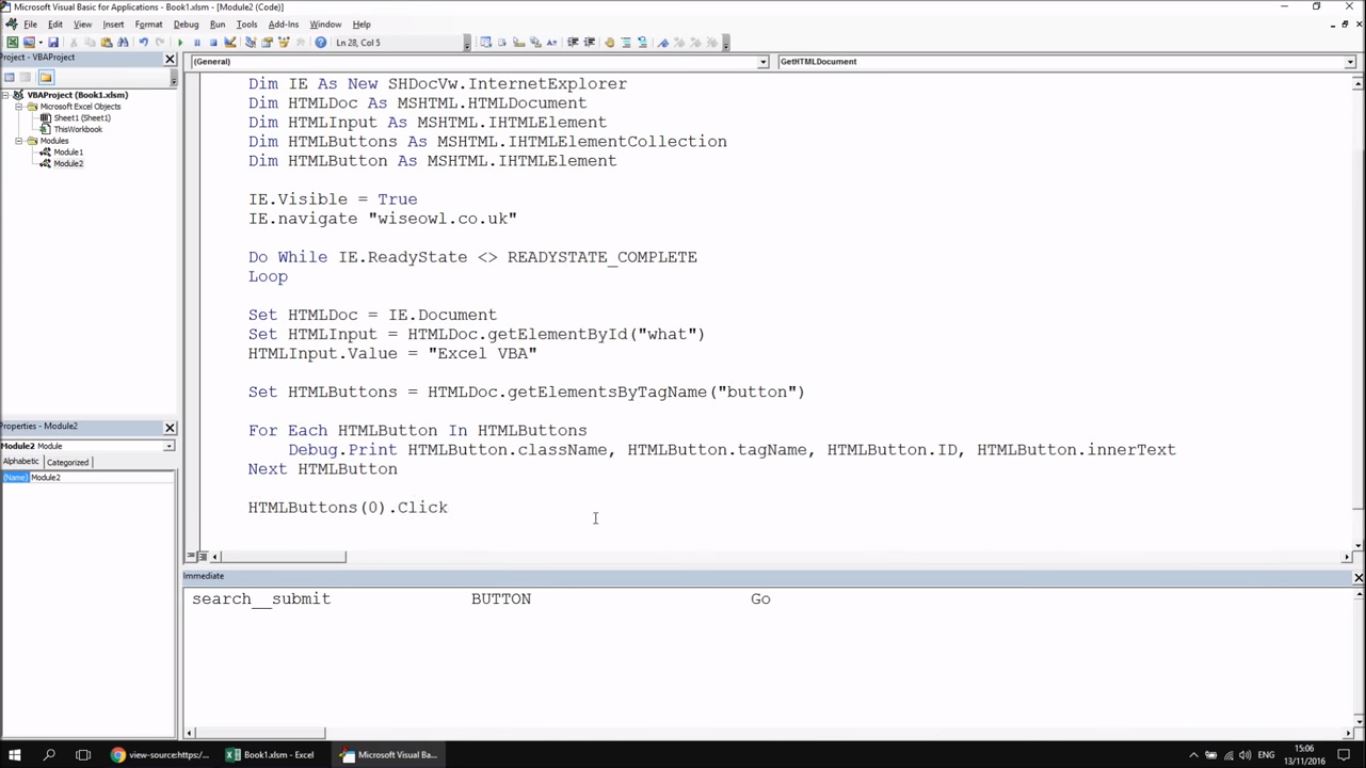 Microsoft Visual Basic for Applications - Book1.xlsm - [Module2 (Code)]
File Edit View Insert Format Debug Run Tools Add-Ins Window Help
Ln 28, Col 5
Project - VBAProject
(General) GetHTMLDocument
VBAProject (Book1.xlsm)
Microsoft Excel Objects
Sheet1 (Sheet1)
ThisWorkbook
Modules
Module1
Module2
Dim IE As New SHDocVw.InternetExplorer
Dim HTMLDoc As MSHTML.HTMLDocument
Dim HTMLInput As MSHTML.IHTMLElement
Dim HTMLButtons As MSHTML.IHTMLElementCollection
Dim HTMLButton As MSHTML.IHTMLElement
IE.Visible = True
IE.navigate "wiseowl.co.uk"
Do While IE.ReadyState <> READYSTATE_COMPLETE
Loop
Set HTMLDoc = IE.Document
Set HTMLInput = HTMLDoc.getElementById("what")
HTMLInput.Value = "Excel VBA"
Set HTMLButtons = HTMLDoc.getElementsByTagName("button")
For Each HTMLButton In HTMLButtons
Debug.Print HTMLButton.className, HTMLButton.tagName, HTMLButton.ID, HTMLButton.innerText
Next HTMLButton
HTMLButtons(0).Click
Properties - Module2
Module2 Module
Alphabetic Categorized
(Name) Module2
Immediate
search__submit BUTTON Go
view-source:https:/... Book1.xlsm - Excel Microsoft Visual Ba... ENG 15:06
13/11/2016